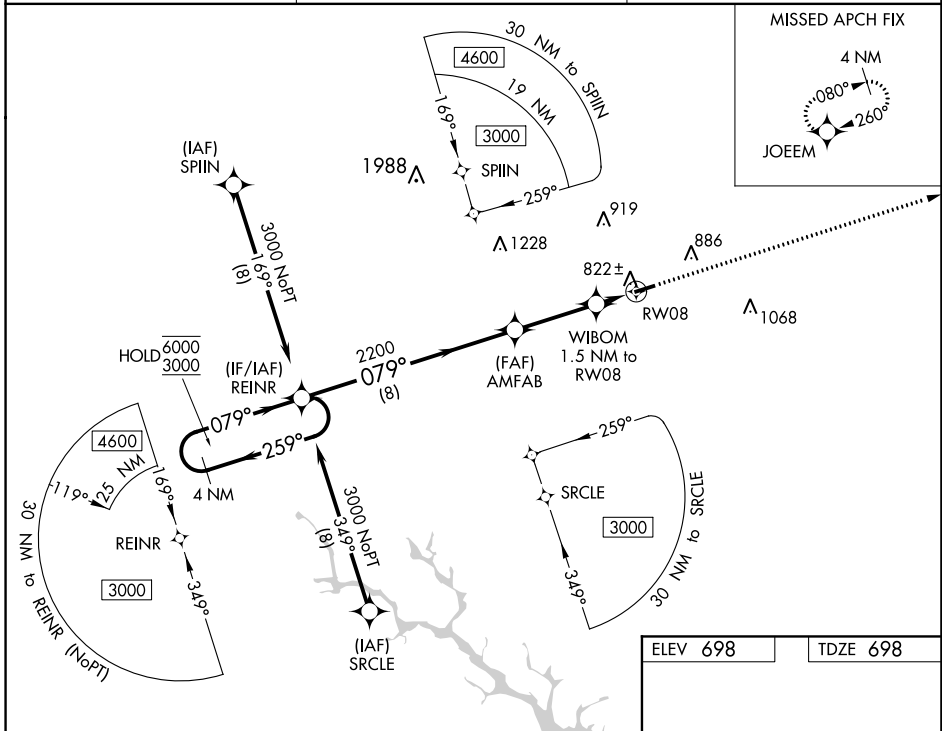 MISSED APCH FIX
4 NM
080°
260°
JOEEM
30 NM to SPIIN
4600
19 NM
169°
3000
SPIIN
259°
1988
(IAF)
SPIIN
3000 NoPT
169°
(8)
919
1228
886
822±
RW08
1068
WIBOM
1.5 NM to
RW08
(FAF)
AMFAB
2200
079°
(8)
HOLD 6000
3000
(IF/IAF)
REINR
079°
259°
4 NM
4600
119°
25 NM
169°
REINR
349°
3000
30 NM to REINR (NoPT)
3000 NoPT
349°
(8)
(IAF)
SRCLE
259°
SRCLE
3000
349°
30 NM to SRCLE
ELEV 698
TDZE 698